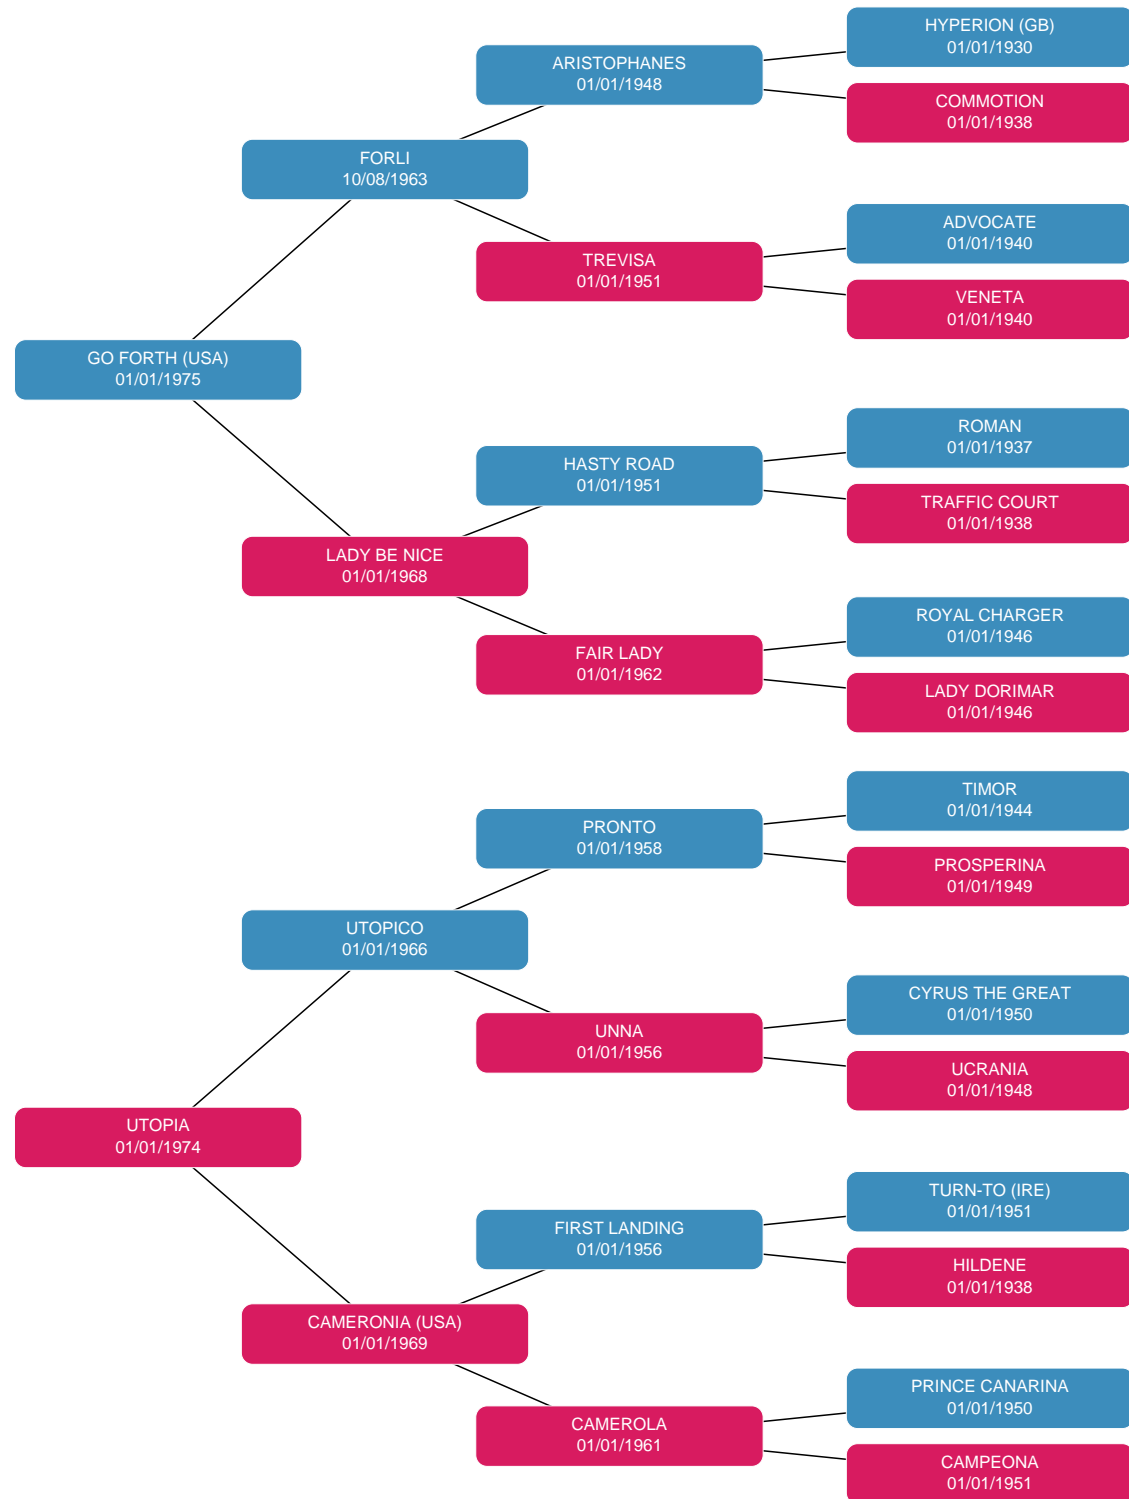 HYPERION (GB)
01/01/1930
ARISTOPHANES
01/01/1948
COMMOTION
01/01/1938
FORLI
10/08/1963
ADVOCATE
01/01/1940
TREVISA
01/01/1951
VENETA
01/01/1940
GO FORTH (USA)
01/01/1975
ROMAN
01/01/1937
HASTY ROAD
01/01/1951
TRAFFIC COURT
01/01/1938
LADY BE NICE
01/01/1968
ROYAL CHARGER
01/01/1946
FAIR LADY
01/01/1962
LADY DORIMAR
01/01/1946
TIMOR
01/01/1944
PRONTO
01/01/1958
PROSPERINA
01/01/1949
UTOPICO
01/01/1966
CYRUS THE GREAT
01/01/1950
UNNA
01/01/1956
UCRANIA
01/01/1948
UTOPIA
01/01/1974
TURN-TO (IRE)
01/01/1951
FIRST LANDING
01/01/1956
HILDENE
01/01/1938
CAMERONIA (USA)
01/01/1969
PRINCE CANARINA
01/01/1950
CAMEROLA
01/01/1961
CAMPEONA
01/01/1951